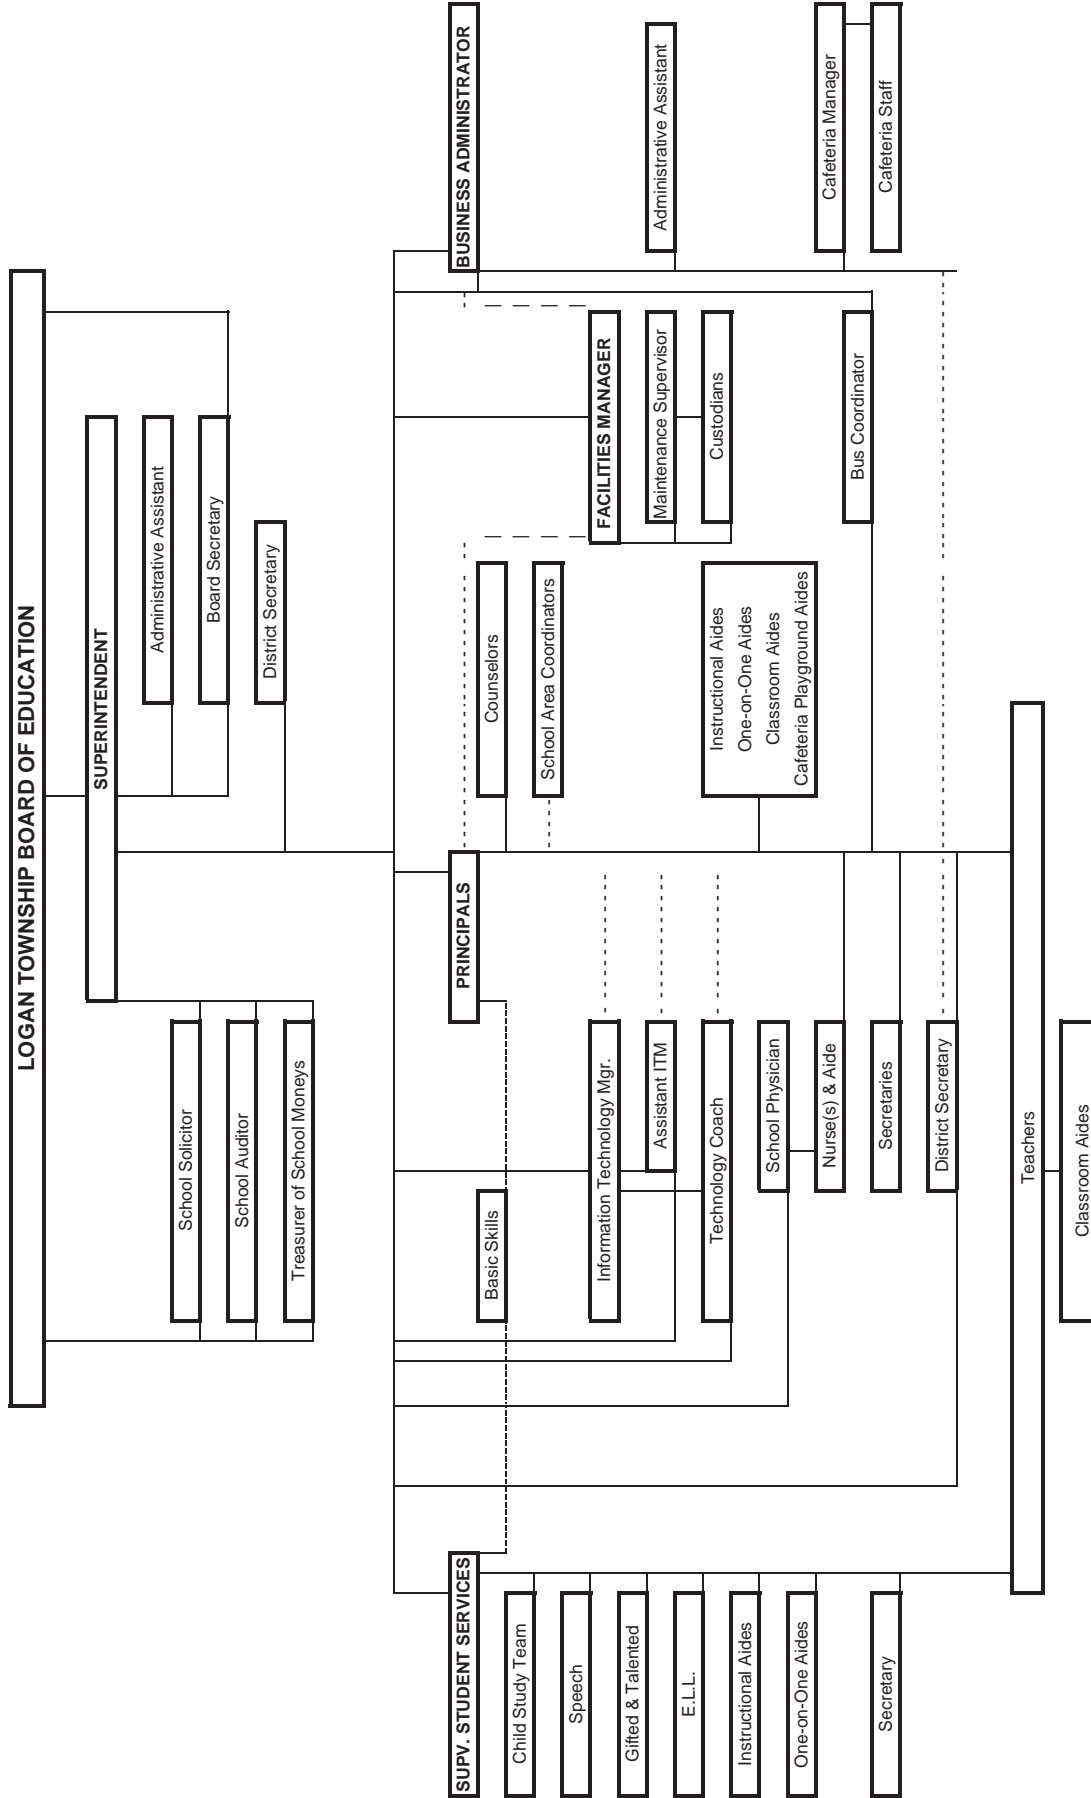 LOGAN TOWNSHIP BOARD OF EDUCATION
SUPERINTENDENT
School Solicitor
Administrative Assistant
School Auditor
Board Secretary
Treasurer of School Moneys
District Secretary
SUPV. STUDENT SERVICES
PRINCIPALS
BUSINESS ADMINISTRATOR
Child Study Team
Basic Skills
Counselors
Speech
School Area Coordinators
Gifted & Talented
Information Technology Mgr.
FACILITIES MANAGER
E.L.L.
Assistant ITM
Maintenance Supervisor
Administrative Assistant
Instructional Aides
Technology Coach
Instructional Aides
One-on-One Aides
Classroom Aides
Cafeteria Playground Aides
Custodians
One-on-One Aides
School Physician
Nurse(s) & Aide
Bus Coordinator
Cafeteria Manager
Secretary
Secretaries
Cafeteria Staff
District Secretary
Teachers
Classroom Aides